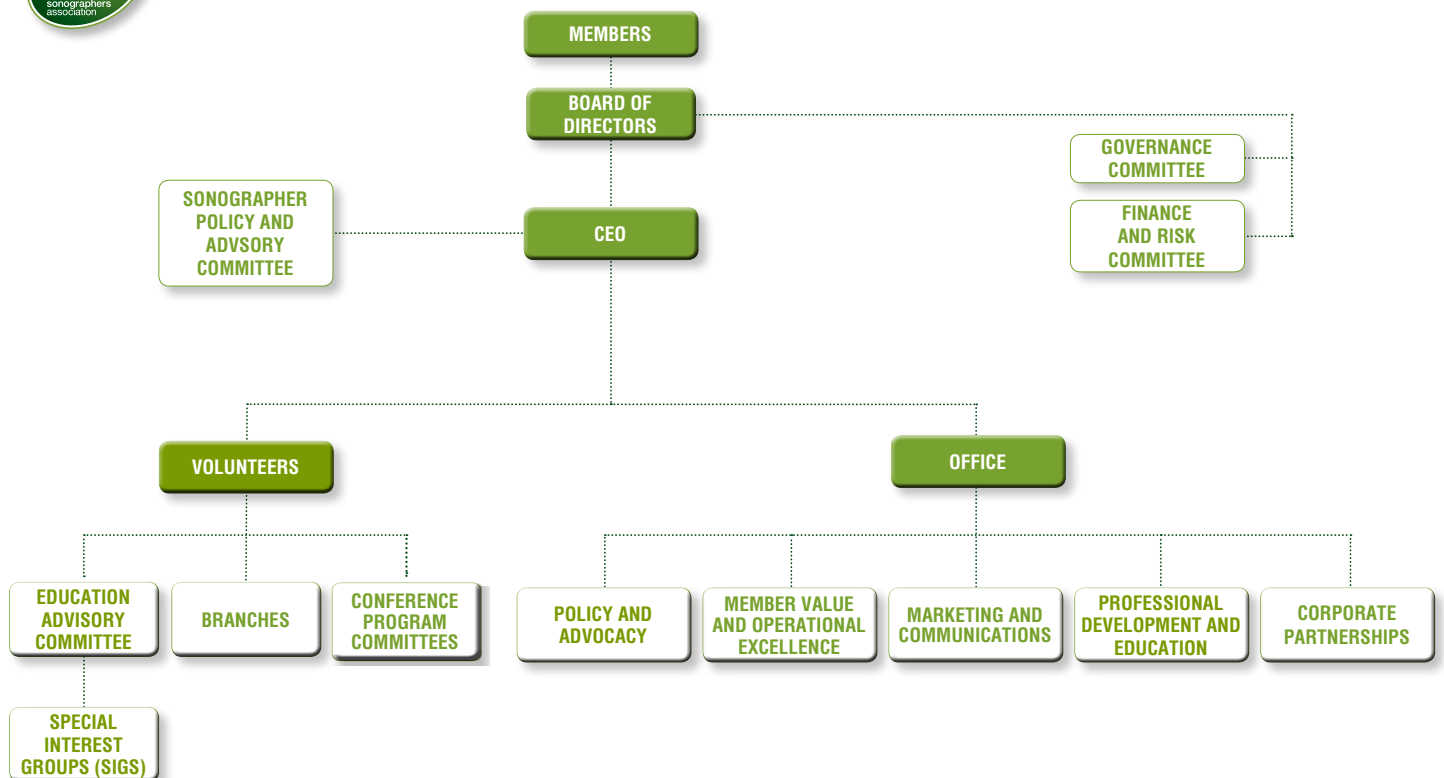 sonographers
association
MEMBERS
BOARD OF
DIRECTORS
GOVERNANCE
COMMITTEE
SONOGRAPHER
POLICY AND
ADVSORY
COMMITTEE
CEO
FINANCE
AND RISK
COMMITTEE
VOLUNTEERS
OFFICE
EDUCATION
ADVISORY
COMMITTEE
BRANCHES
CONFERENCE
PROGRAM
COMMITTEES
POLICY AND
ADVOCACY
MEMBER VALUE
AND OPERATIONAL
EXCELLENCE
MARKETING AND
COMMUNICATIONS
PROFESSIONAL
DEVELOPMENT AND
EDUCATION
CORPORATE
PARTNERSHIPS
SPECIAL
INTEREST
GROUPS (SIGS)